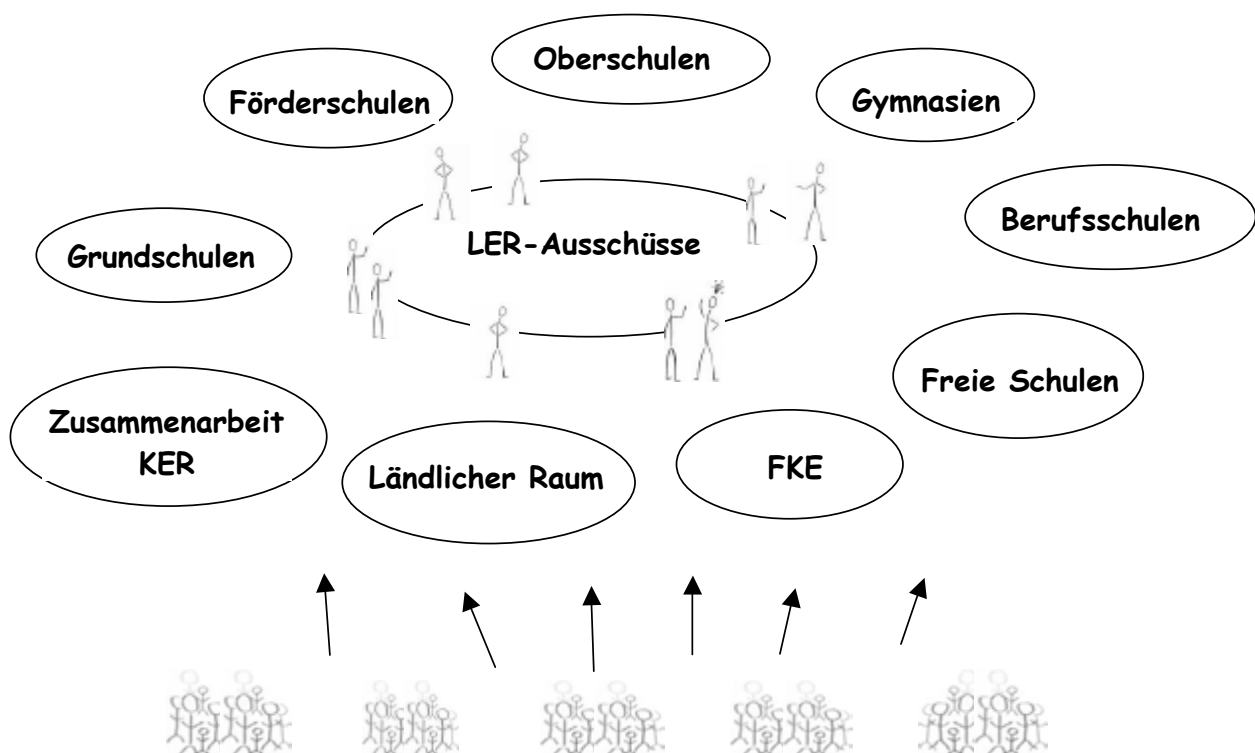 Oberschulen
Förderschulen
Gymnasien
Berufsschulen
LER-Ausschüsse
Grundschulen
Freie Schulen
Zusammenarbeit
KER
Ländlicher Raum
FKE